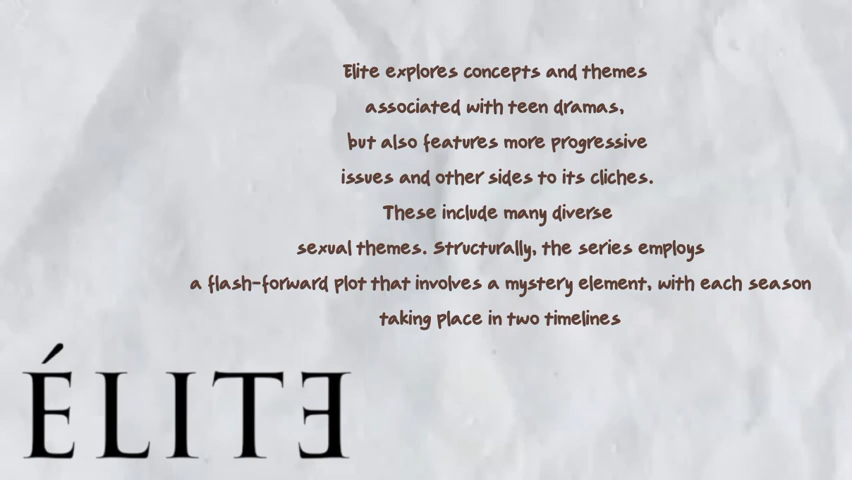 Elite explores concepts and themes
associated with teen dramas,
but also features more progressive
issues and other sides to its cliches.
These include many diverse
sexual themes. Structurally, the series employs
a flash-forward plot that involves a mystery element, with each season
taking place in two timelines
ÉLITE